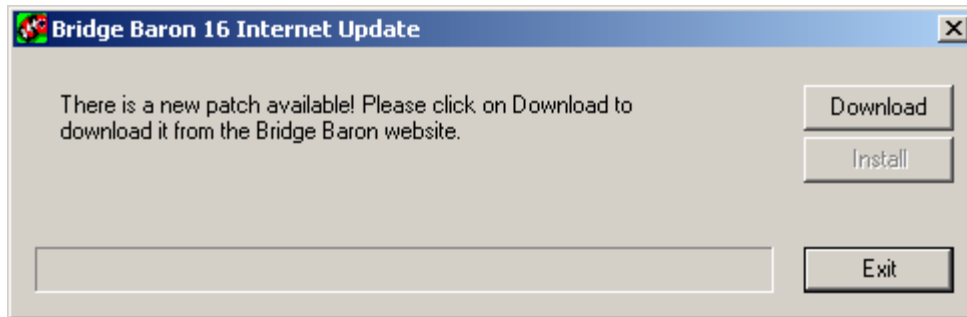 Bridge Baron 16 Internet Update
There is a new patch available! Please click on Download to
download it from the Bridge Baron website.
Download
Install
Exit